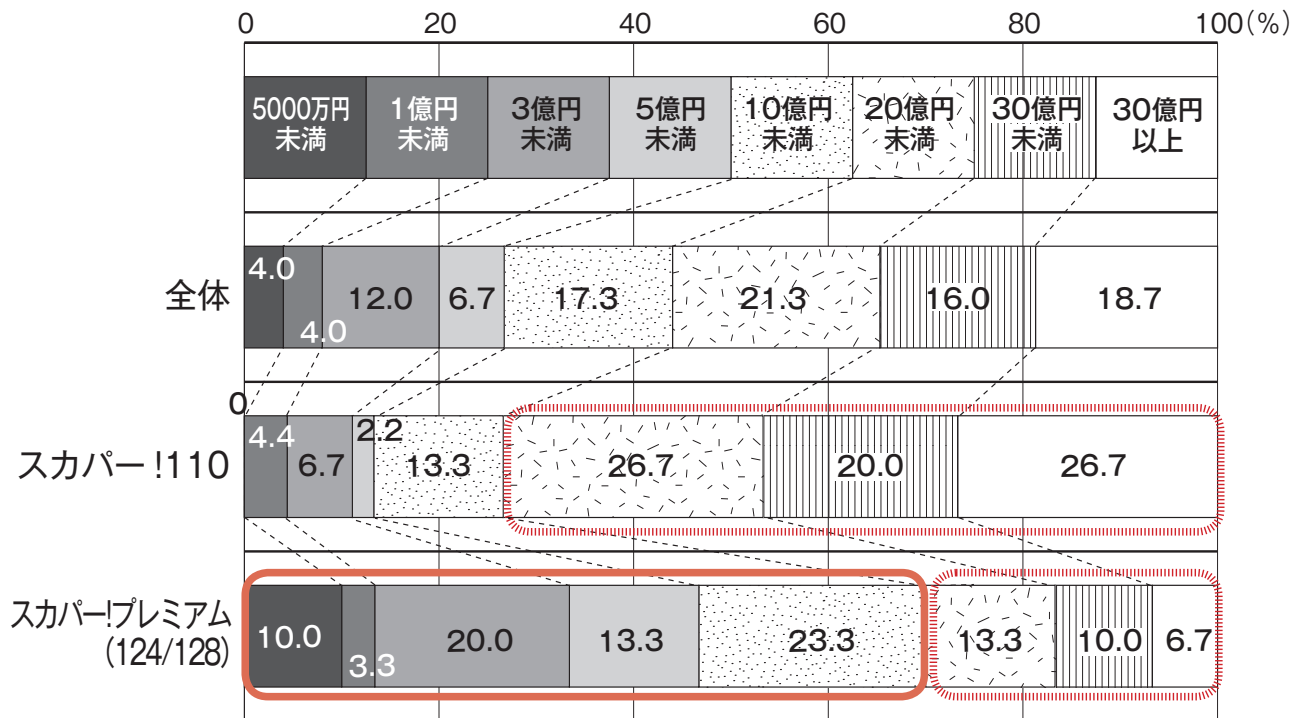 0 20 40 60 80 100(%)
5000万円
未満
1億円
未満
3億円
未満
5億円
未満
10億円
未満
20億円
未満
30億円
未満
30億円
以上
全体
4.0
4.0
12.0
6.7
17.3
21.3
16.0
18.7
スカパー!110
0
4.4
6.7
2.2
13.3
26.7
20.0
26.7
スカパー!プレミアム
(124/128)
10.0
3.3
20.0
13.3
23.3
13.3
10.0
6.7